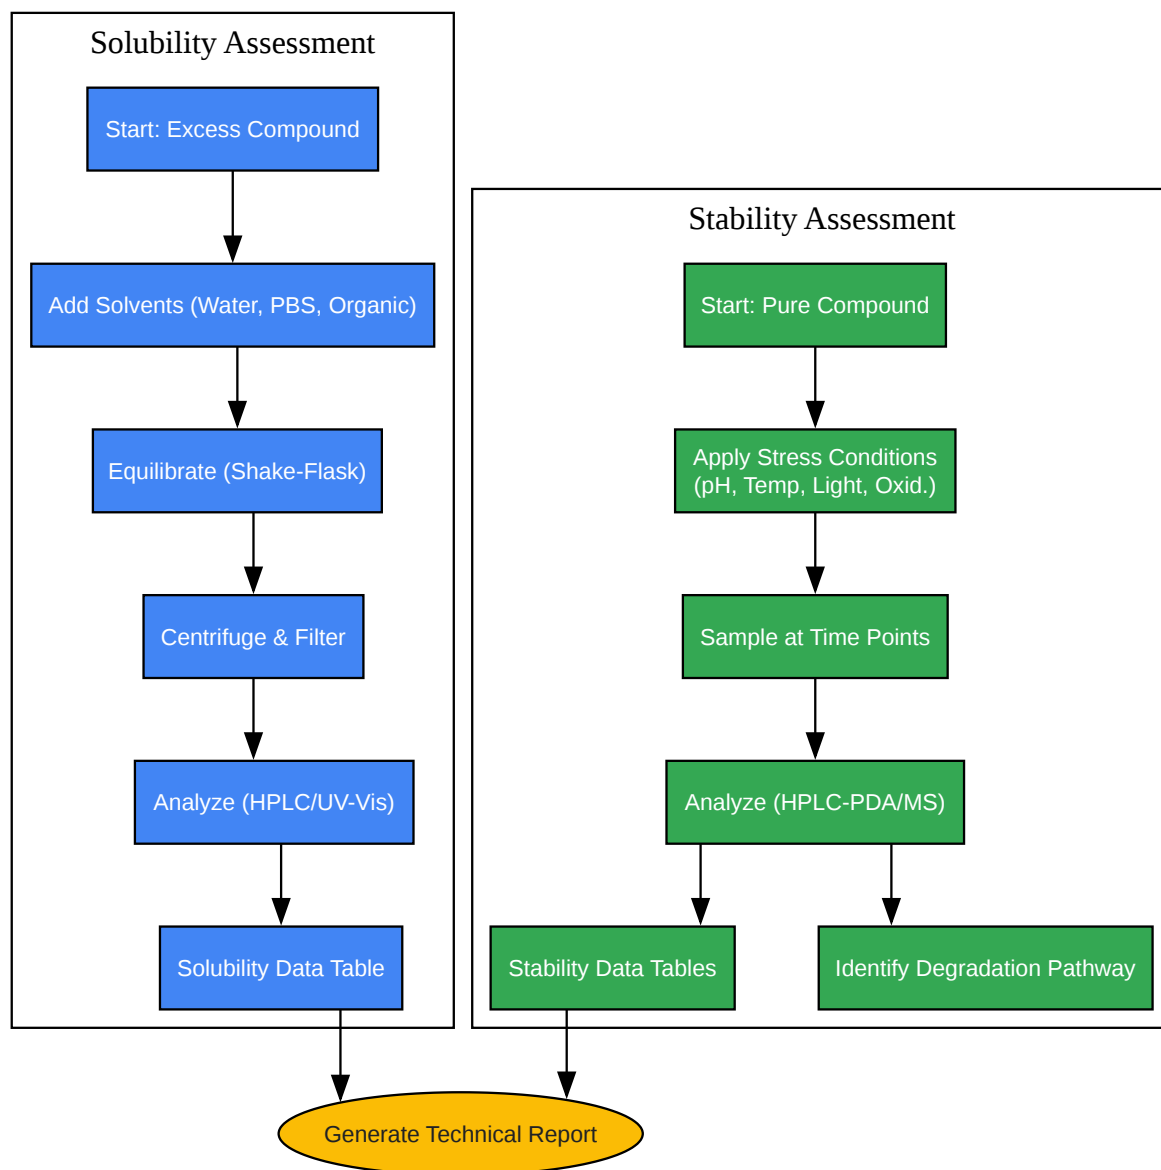 Solubility Assessment
Start: Excess Compound
Add Solvents (Water, PBS, Organic)
Equilibrate (Shake-Flask)
Centrifuge & Filter
Analyze (HPLC/UV-Vis)
Solubility Data Table
Stability Assessment
Start: Pure Compound
Apply Stress Conditions
(pH, Temp, Light, Oxid.)
Sample at Time Points
Analyze (HPLC-PDA/MS)
Stability Data Tables
Identify Degradation Pathway
Generate Technical Report